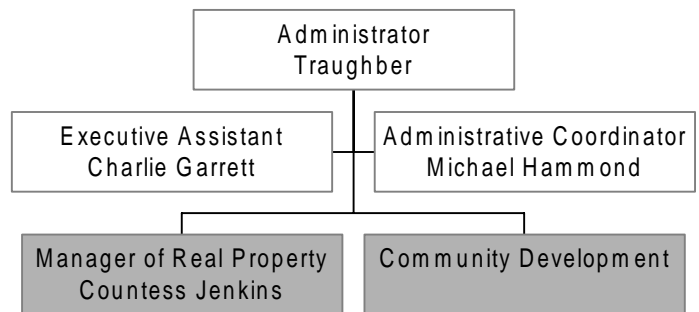 Administrator
Traughber
Executive Assistant
Charlie Garrett
Administrative Coordinator
Michael Hammond
Manager of Real Property
Countess Jenkins
Community Development